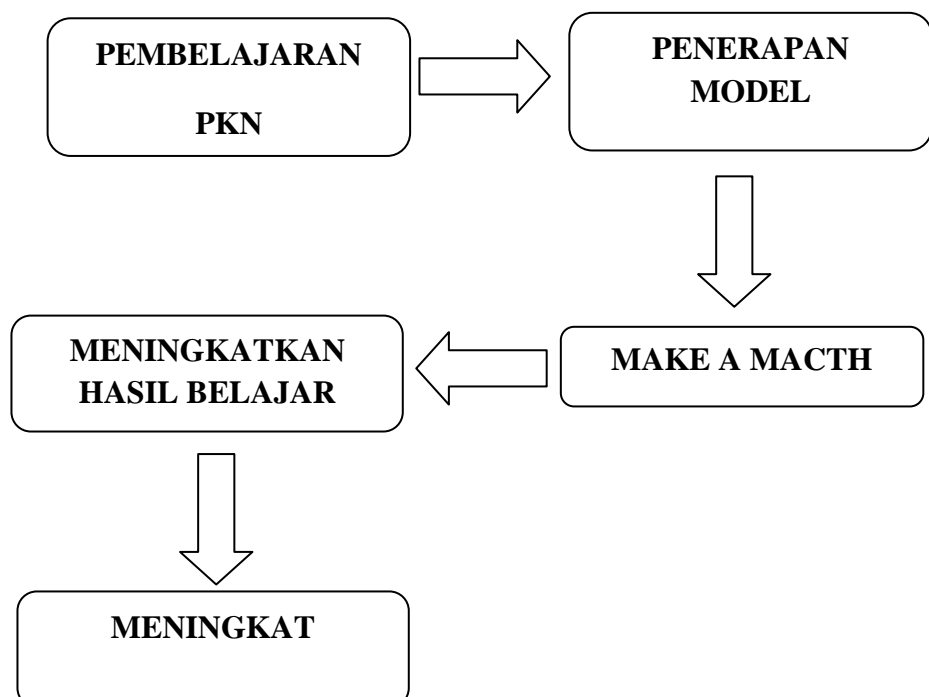 PEMBELAJARAN
PKN
PENERAPAN
MODEL
MAKE A MACTH
MENINGKATKAN
HASIL BELAJAR
MENINGKAT